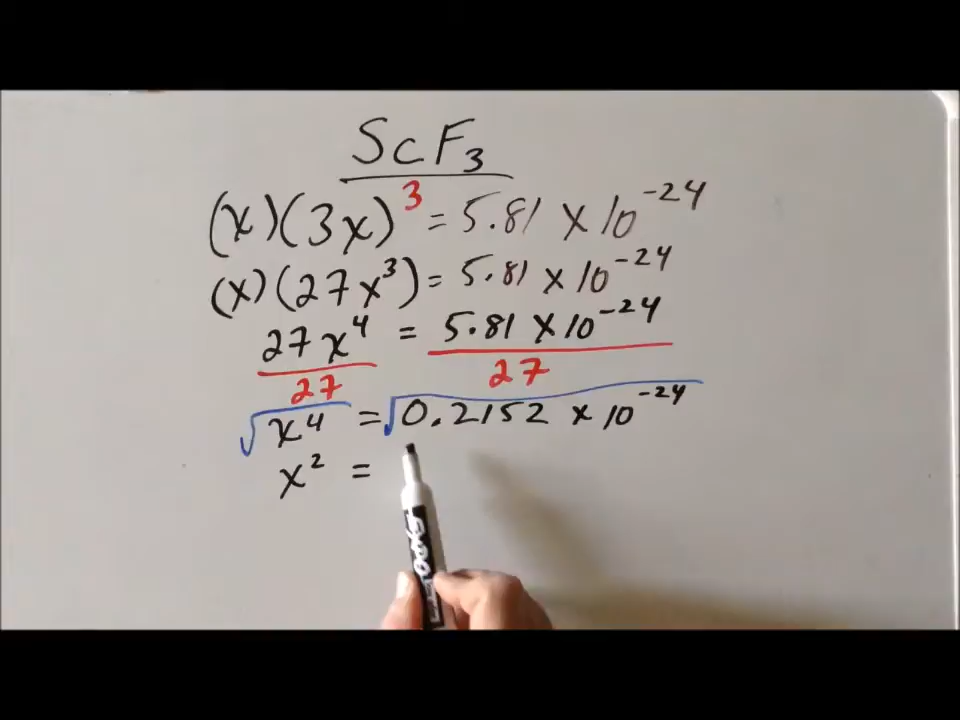 ScF₃
(x)(3x)³ = 5.81 x 10⁻²⁴
(x)(27x³) = 5.81 x 10⁻²⁴
27x⁴ = 5.81 x 10⁻²⁴
27 27
√x⁴ = √0.2152 x 10⁻²⁴
x² =